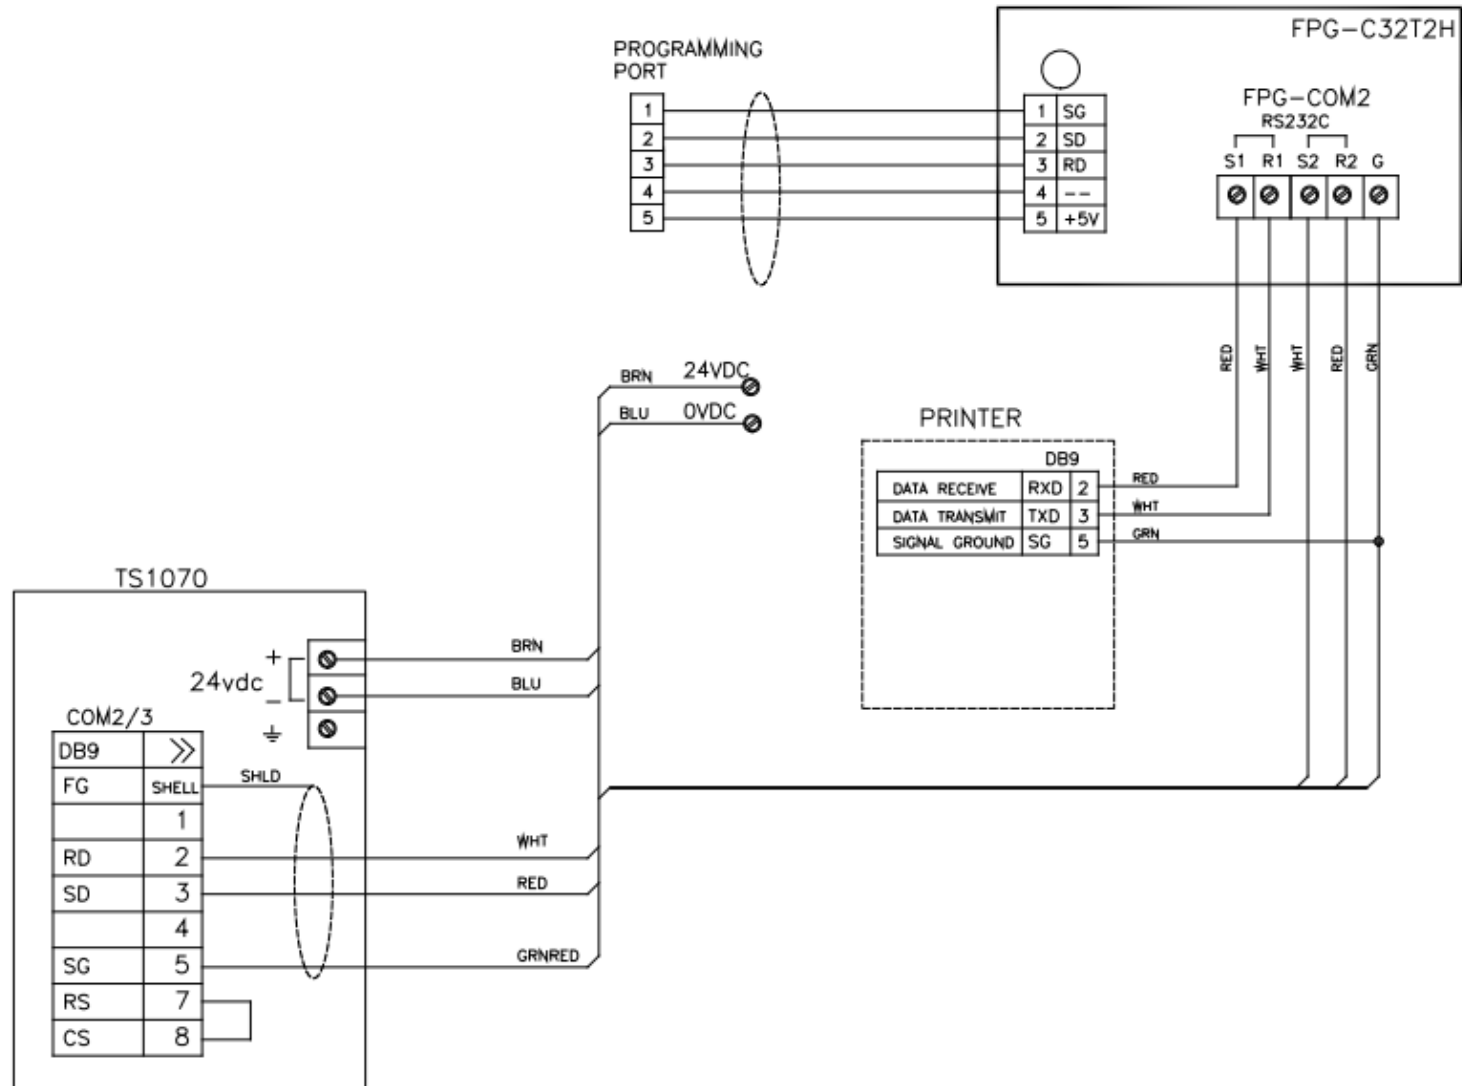 FPG-C32T2H
PROGRAMMING
PORT
1
2
3
4
5
1 SG
2 SD
3 RD
4 --
5 +5V
FPG-COM2
RS232C
S1 R1 S2 R2 G
RED WHT WHT RED GRN
BRN 24VDC
BLU 0VDC
PRINTER
DB9
DATA RECEIVE RXD 2 RED
DATA TRANSMIT TXD 3 WHT
SIGNAL GROUND SG 5 GRN
TS1070
+
24vdc
-
BRN
BLU
COM2/3
DB9
FG SHELL SHLD
1
RD 2 WHT
SD 3 RED
4
SG 5 GRNRED
RS 7
CS 8